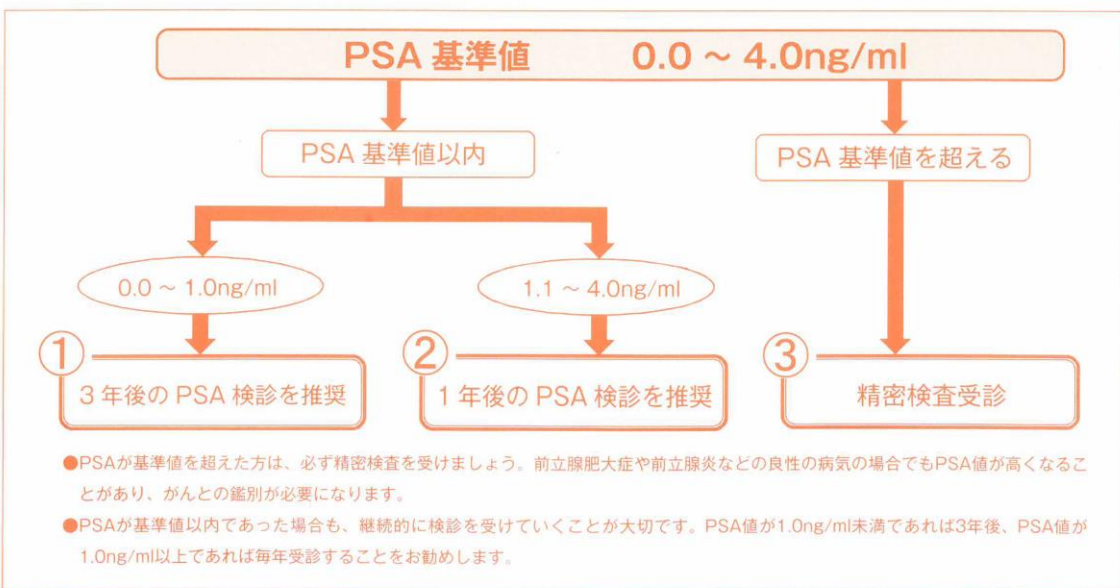 PSA 基準値 0.0 ~ 4.0ng/ml
PSA 基準値以内
PSA 基準値を超える
0.0 ~ 1.0ng/ml
1.1 ~ 4.0ng/ml
①
3 年後の PSA 検診を推奨
②
1 年後の PSA 検診を推奨
③
精密検査受診
●PSAが基準値を超えた方は、必ず精密検査を受けましょう。前立腺肥大症や前立腺炎などの良性の病気の場合でもPSA値が高くなるこ
とがあり、がんとの鑑別が必要になります。
●PSAが基準値以内であった場合も、継続的に検診を受けていくことが大切です。PSA値が1.0ng/ml未満であれば3年後、PSA値が
1.0ng/ml以上であれば毎年受診することをお勧めします。